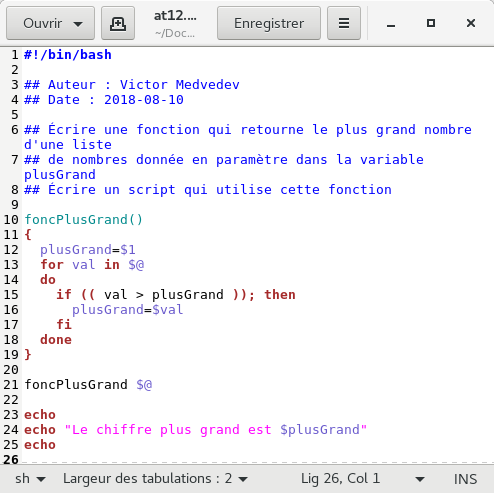 Ouvrir
at12....
~/Doc...
Enregistrer
1 #!/bin/bash
2
3 ## Auteur : Victor Medvedev
4 ## Date : 2018-08-10
5
6 ## Écrire une fonction qui retourne le plus grand nombre
d'une liste
7 ## de nombres donnée en paramètre dans la variable
plusGrand
8 ## Écrire un script qui utilise cette fonction
9
10 foncPlusGrand()
11 {
12   plusGrand=$1
13   for val in $@
14   do
15     if (( val > plusGrand )); then
16       plusGrand=$val
17     fi
18   done
19 }
20
21 foncPlusGrand $@
22
23 echo
24 echo "Le chiffre plus grand est $plusGrand"
25 echo
26
sh Largeur des tabulations : 2 Lig 26, Col 1 INS